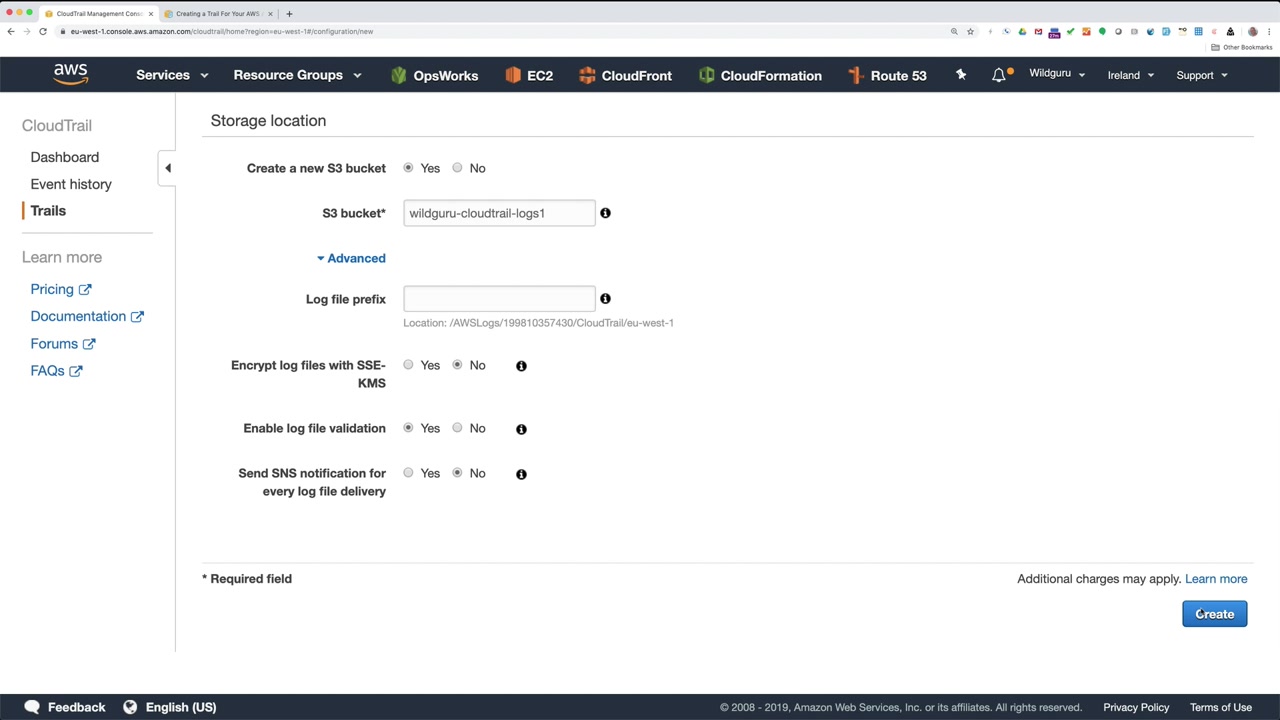 CloudTrail Management Cons
Creating a Trail For Your AWS
eu-west-1.console.aws.amazon.com/cloudtrail/home?region=eu-west-1#/configuration/new
Other Bookmarks
aws
Services
Resource Groups
OpsWorks
EC2
CloudFront
CloudFormation
Route 53
Wildguru
Ireland
Support
CloudTrail
Dashboard
Event history
Trails
Learn more
Pricing
Documentation
Forums
FAQs
Storage location
Create a new S3 bucket Yes No
S3 bucket* wildguru-cloudtrail-logs1
Advanced
Log file prefix
Location: /AWSLogs/199810357430/CloudTrail/eu-west-1
Encrypt log files with SSE-
KMS
Yes No
Enable log file validation Yes No
Send SNS notification for
every log file delivery
Yes No
* Required field
Additional charges may apply. Learn more
Create
Feedback
English (US)
© 2008 - 2019, Amazon Web Services, Inc. or its affiliates. All rights reserved.
Privacy Policy
Terms of Use